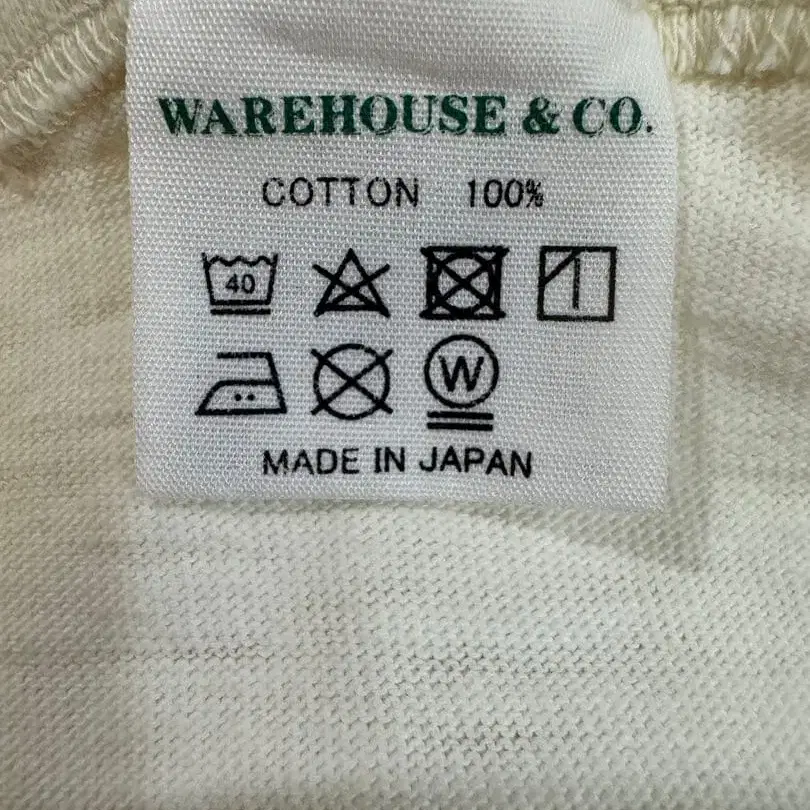 WAREHOUSE & CO.
COTTON 100%
40
W
MADE IN JAPAN